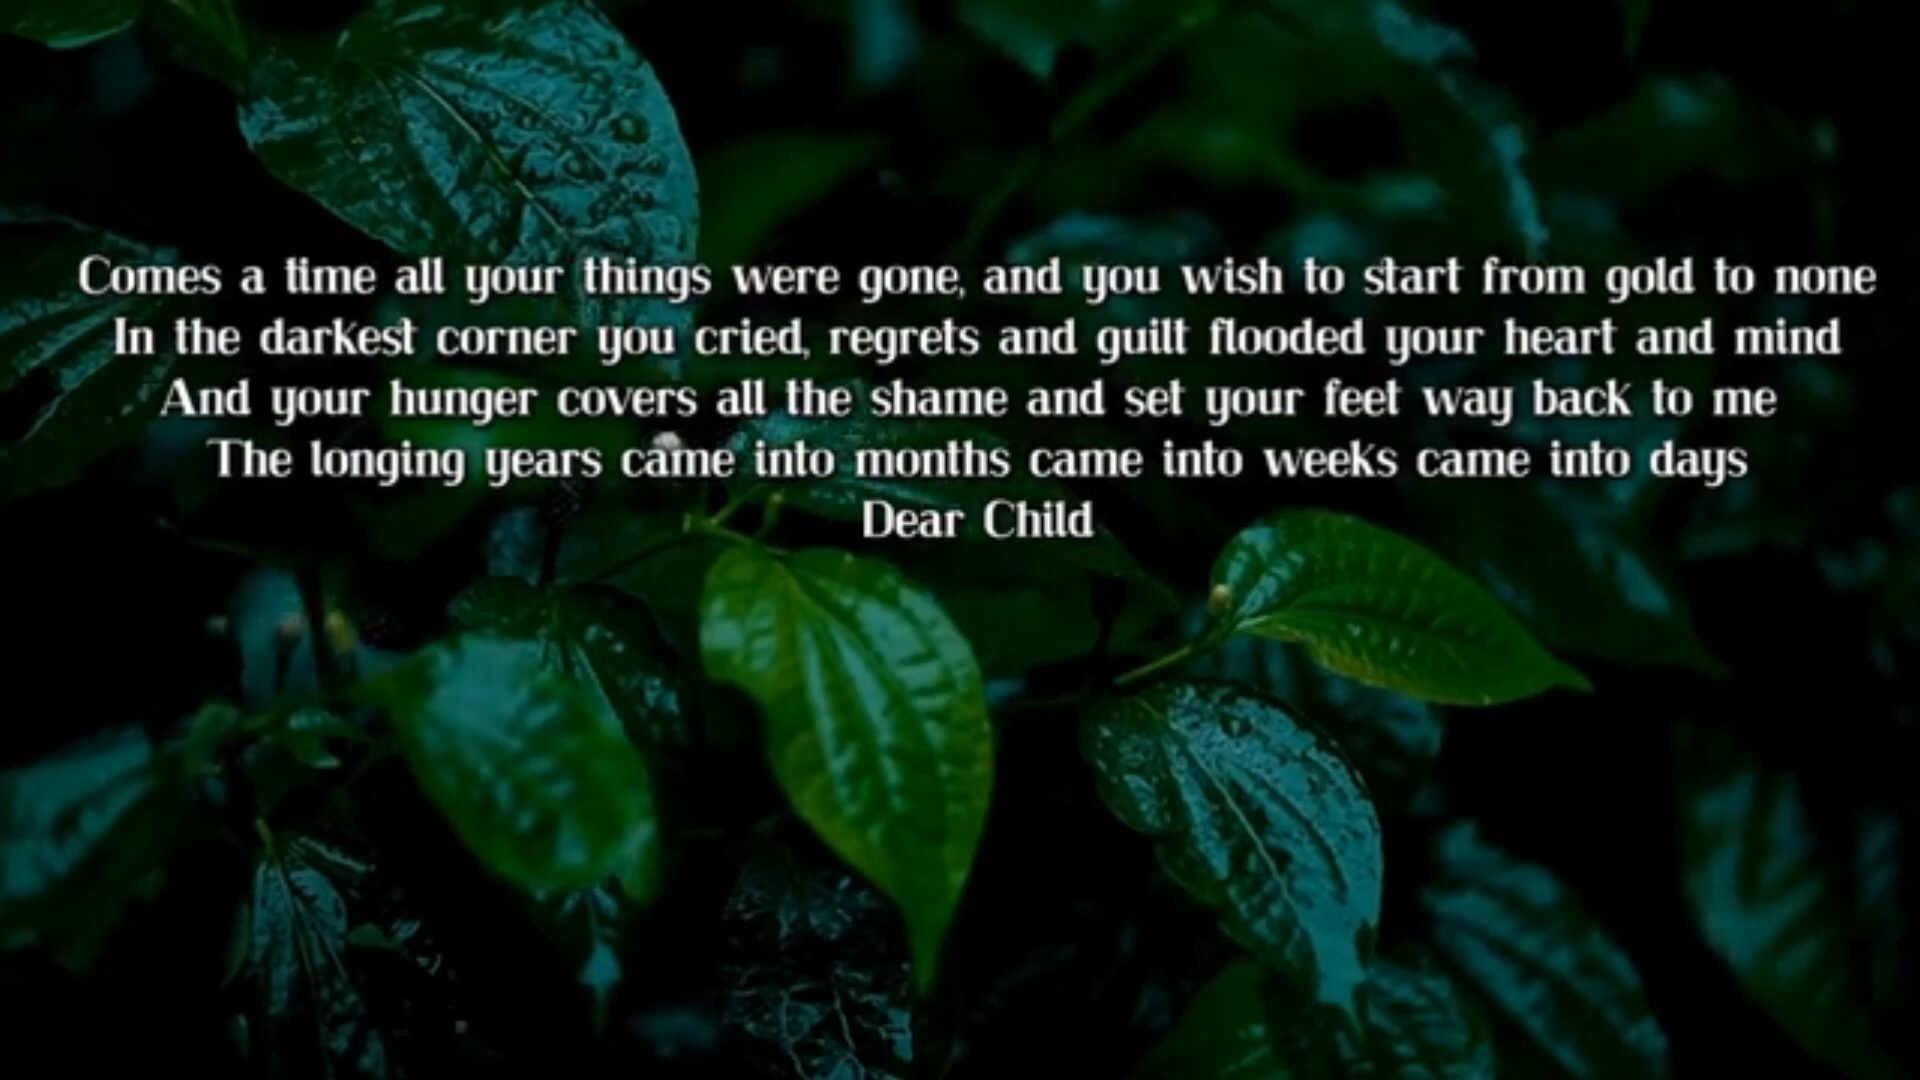 Comes a time all your things were gone, and you wish to start from gold to none
In the darkest corner you cried, regrets and guilt flooded your heart and mind
And your hunger covers all the shame and set your feet way back to me
The longing years came into months came into weeks came into days
Dear Child